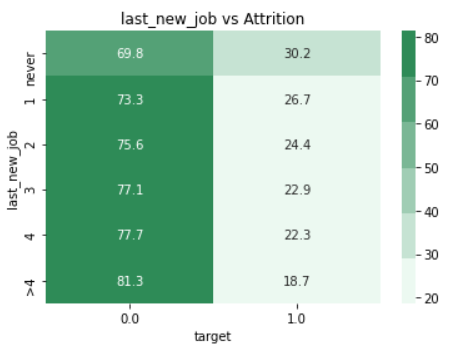 last_new_job vs Attrition
never 69.8 30.2
1 73.3 26.7
2 75.6 24.4
3 77.1 22.9
4 77.7 22.3
>4 81.3 18.7
0.0 1.0
target
last_new_job
80
70
60
50
40
30
20